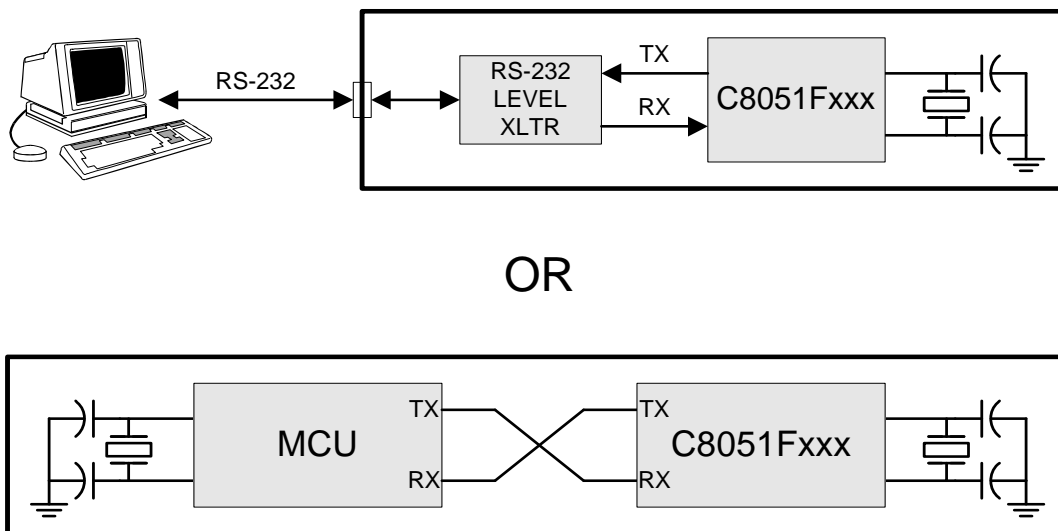 RS-232
RS-232
LEVEL
XLTR
TX
RX
C8051Fxxx
OR
MCU
TX
RX
TX
RX
C8051Fxxx